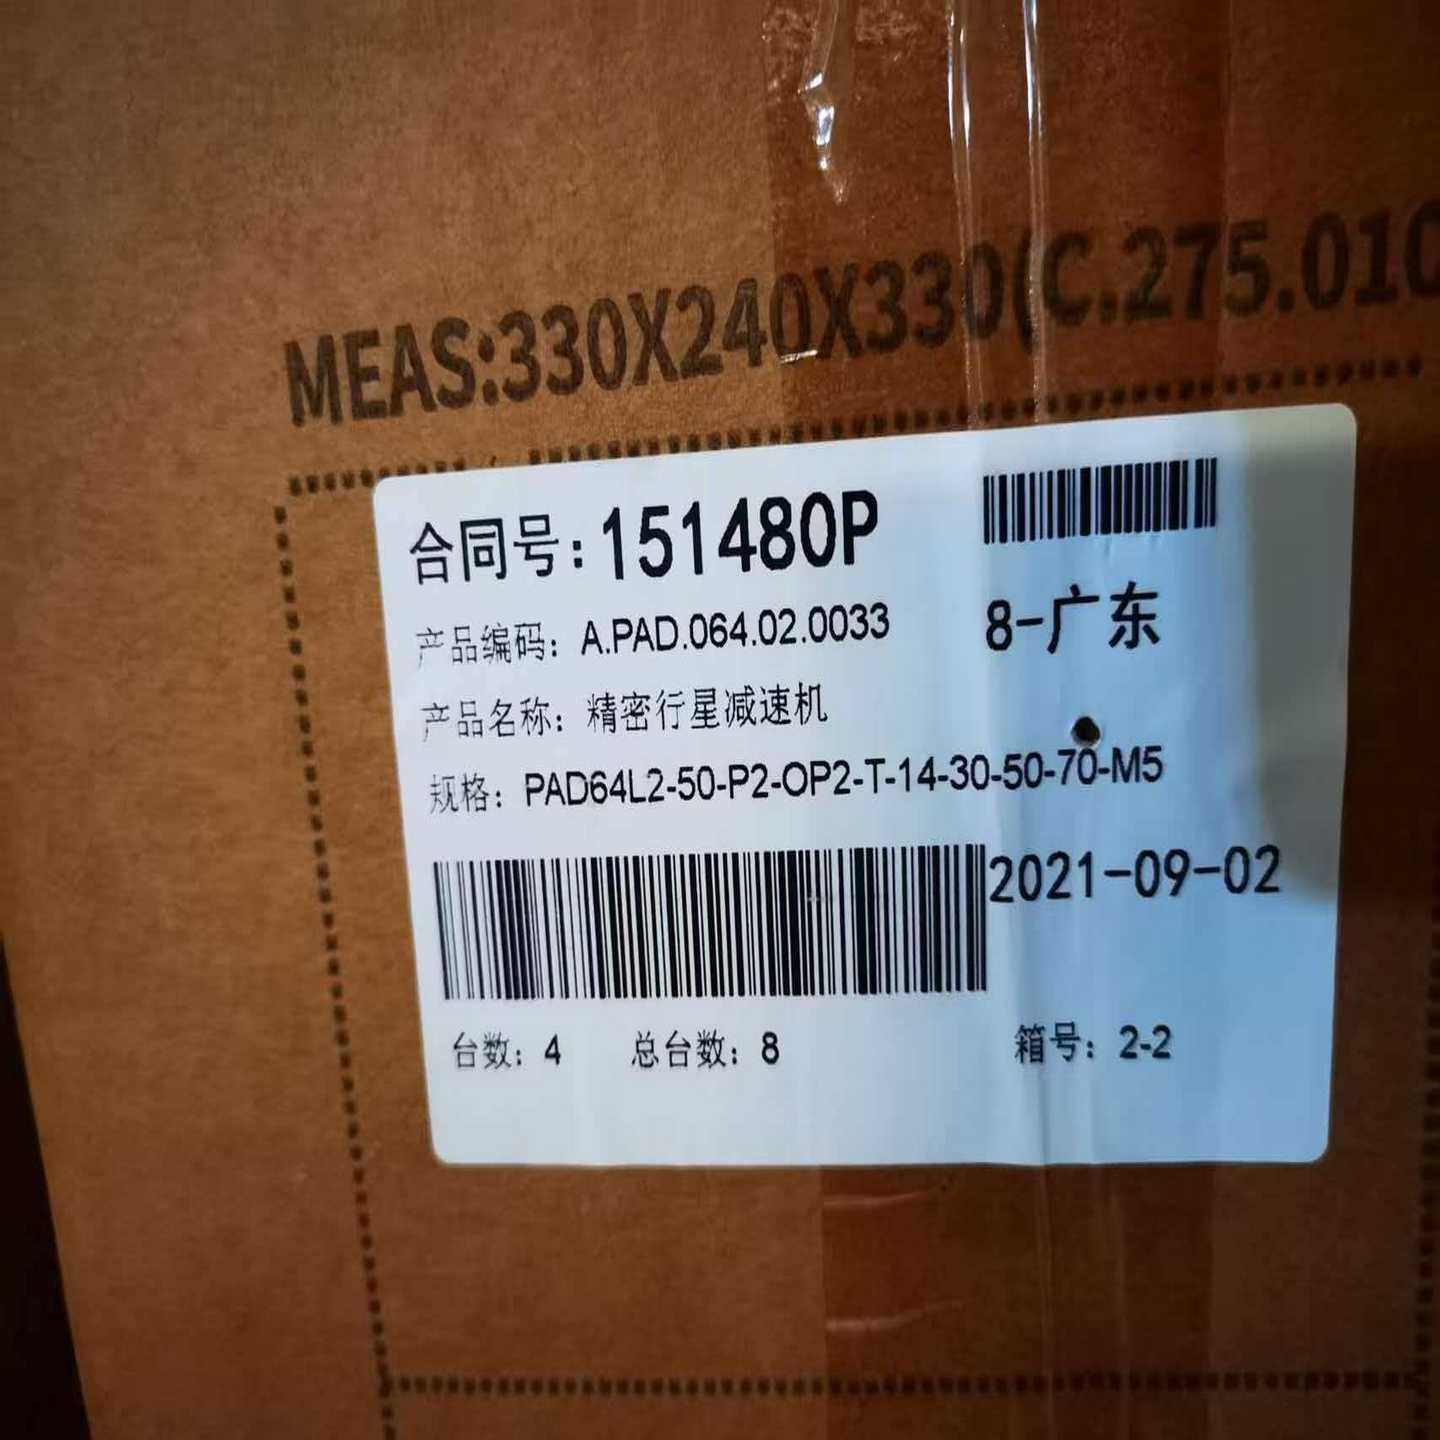 MEAS:330X240X330(C.275.010
合同号:151480P
8-广东
产品编码: A.PAD.064.02.0033
产品名称: 精密行星减速机
规格: PAD64L2-50-P2-OP2-T-14-30-50-70-M5
2021-09-02
台数: 4 总台数: 8 箱号: 2-2